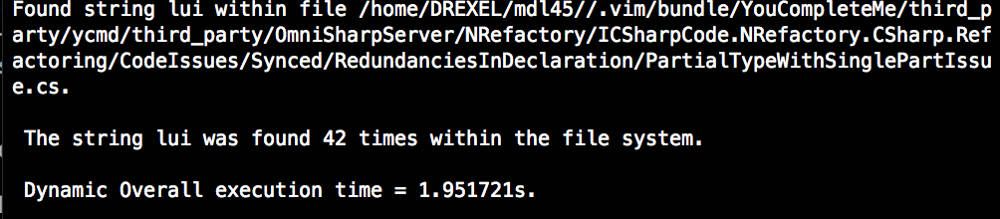 Found string lui within file /home/DREXEL/mdl45//.vim/bundle/YouCompleteMe/third_p
arty/ycmd/third_party/OmniSharpServer/NRefactory/ICSharpCode.NRefactory.CSharp.Ref
actoring/CodeIssues/Synced/RedundanciesInDeclaration/PartialTypeWithSinglePartIssu
e.cs.
The string lui was found 42 times within the file system.
Dynamic Overall execution time = 1.951721s.